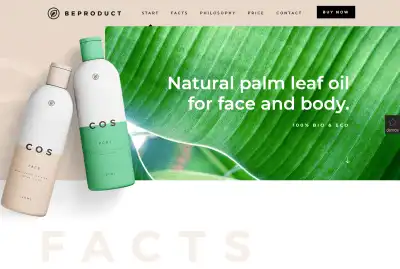 BEPRODUCT
START FACTS PHILOSOPHY PRICE CONTACT BUY NOW
Natural palm leaf oil
for face and body.
100% BIO & ECO
COS
COS
FACE
FACTS